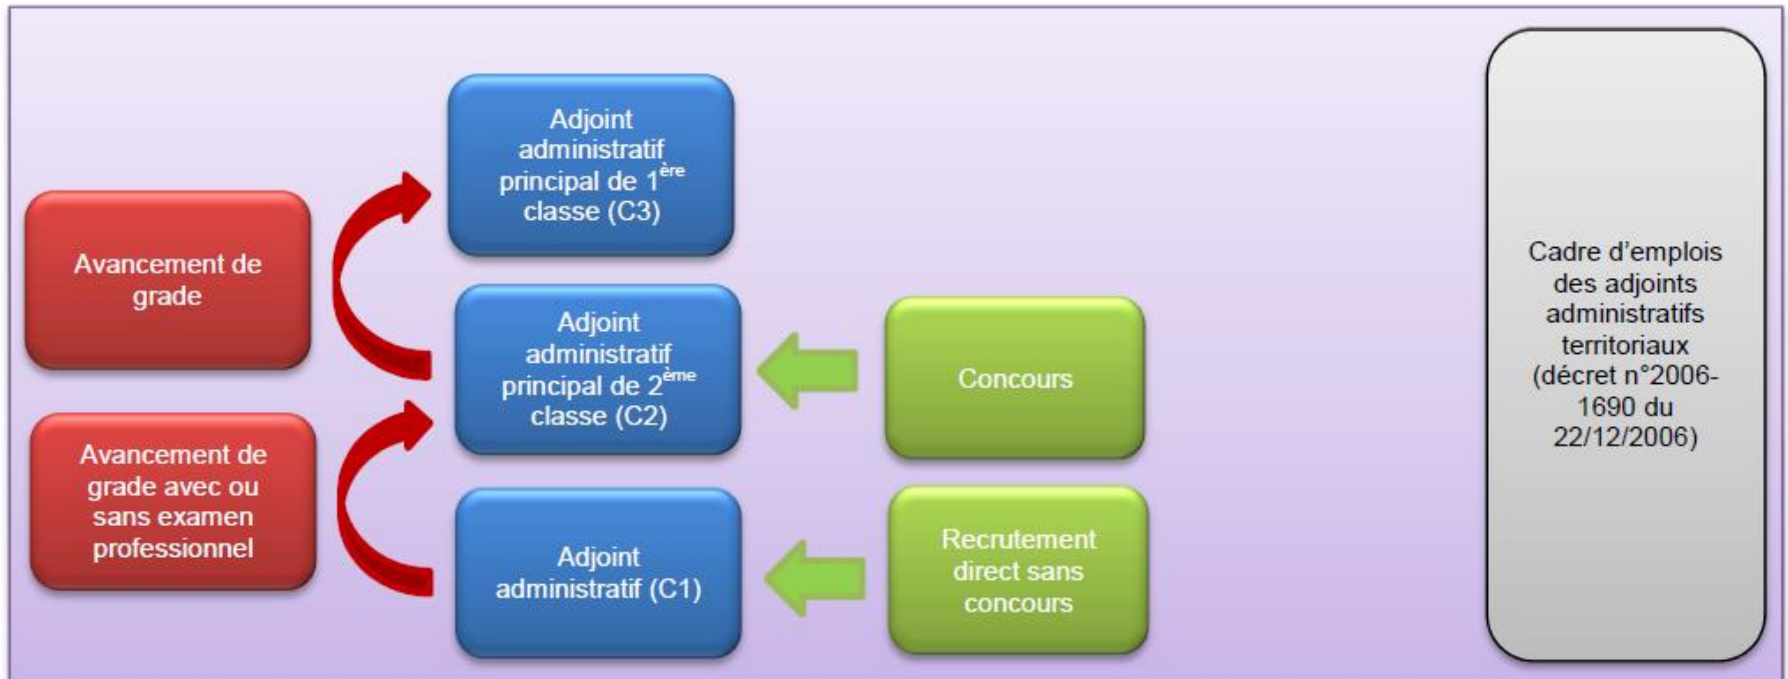 Adjoint
administratif
principal de 1ère
classe (C3)
Avancement de
grade
Adjoint
administratif
principal de 2ème
classe (C2)
Concours
Avancement de
grade avec ou
sans examen
professionnel
Adjoint
administratif (C1)
Recrutement
direct sans
concours
Cadre d’emplois
des adjoints
administratifs
territoriaux
(décret n°2006-
1690 du
22/12/2006)